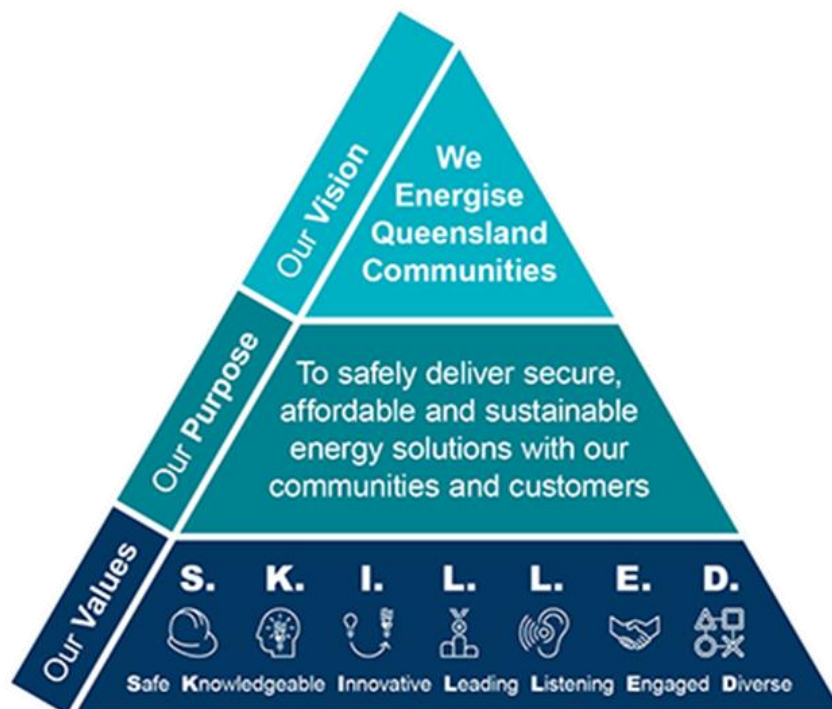 Our Vision
We
Energise
Queensland
Communities
Our Purpose
To safely deliver secure,
affordable and sustainable
energy solutions with our
communities and customers
Our Values
S. K. I. L. L. E. D.
Safe Knowledgeable Innovative Leading Listening Engaged Diverse